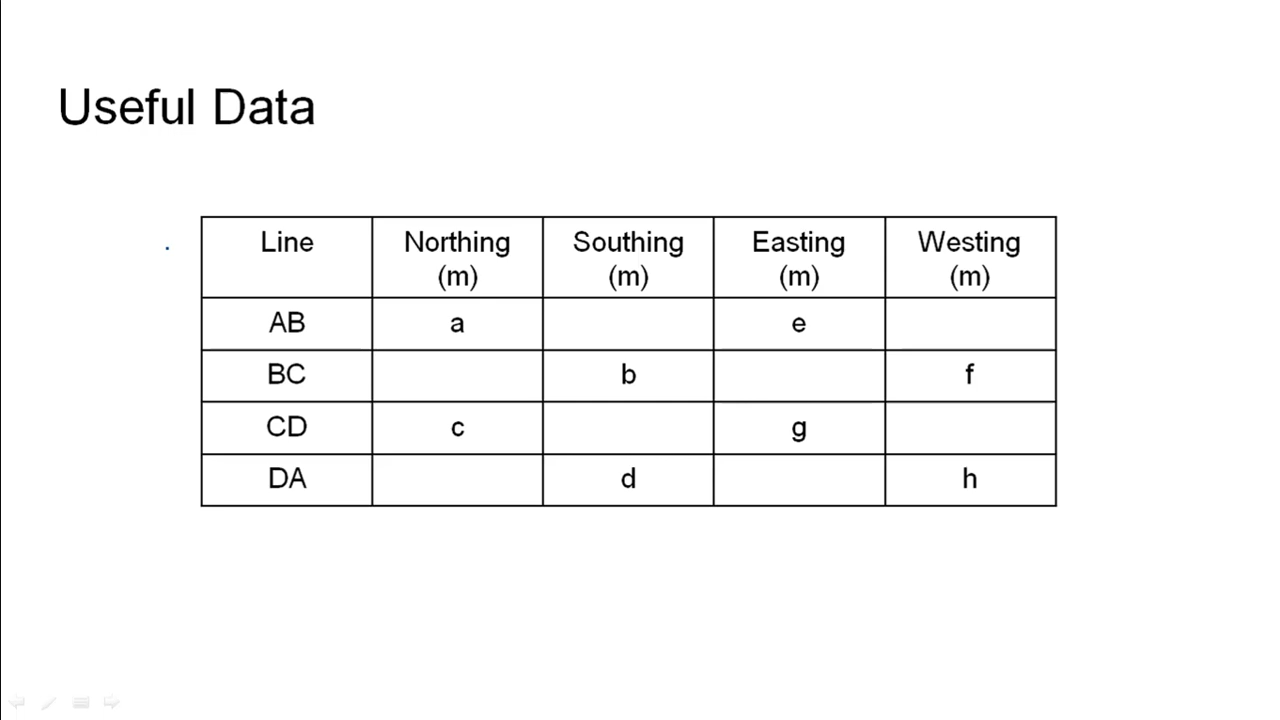 Useful Data
Line Northing (m) Southing (m) Easting (m) Westing (m)
AB a e
BC b f
CD c g
DA d h